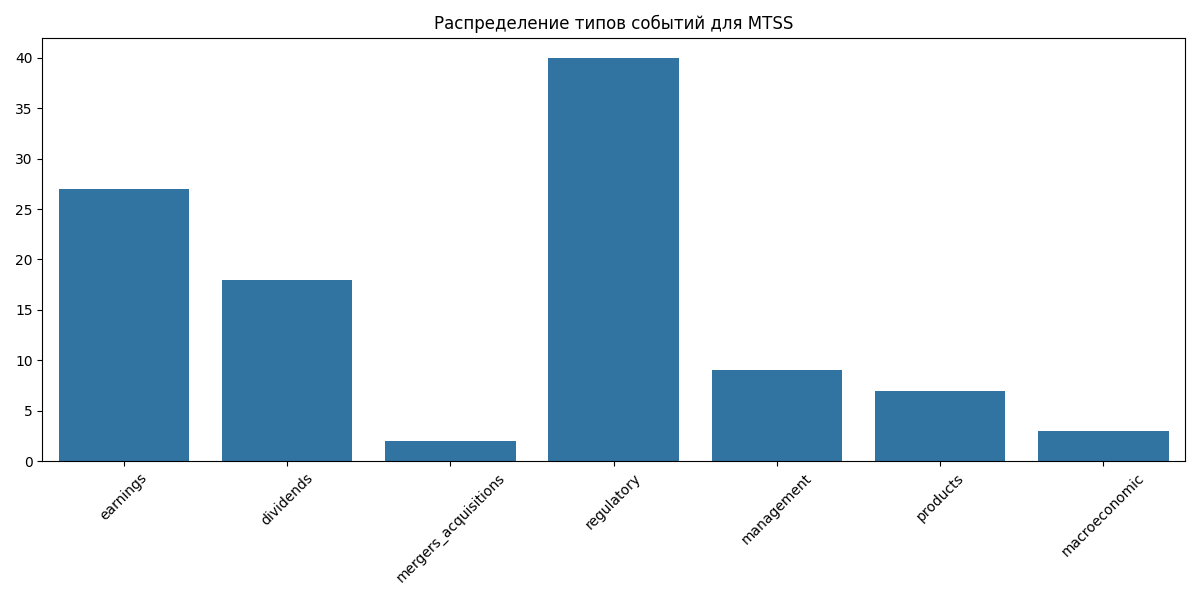 Распределение типов событий для MTSS
40
35
30
25
20
15
10
5
0
earnings
dividends
mergers_acquisitions
regulatory
management
products
macroeconomic